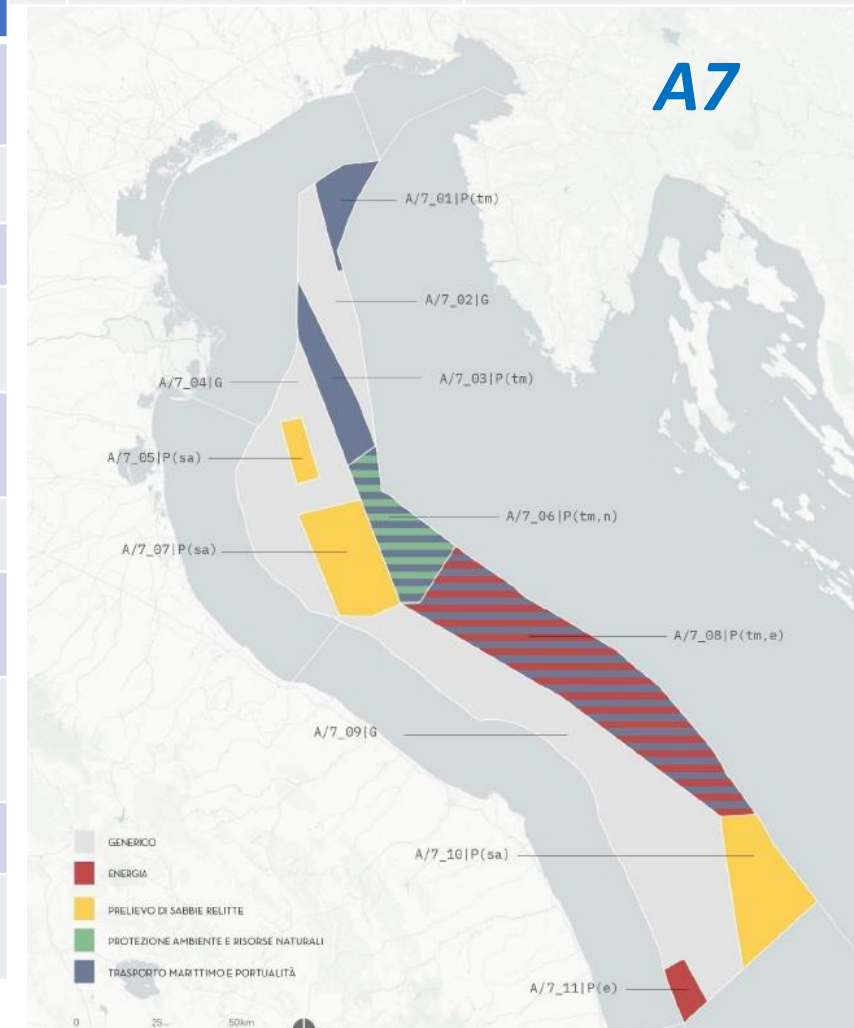 A7
A/7_01|P(tm)
A/7_02|G
A/7_03|P(tm)
A/7_04|G
A/7_05|P(sa)
A/7_06|P(tm,n)
A/7_07|P(sa)
A/7_08|P(tm,e)
A/7_09|G
A/7_10|P(sa)
A/7_11|P(e)
GENERICO
ENERGIA
PRELIEVO DI SABBIE RELITTE
PROTEZIONE AMBIENTE E RISORSE NATURALI
TRASPORTO MARITTIMO E PORTUALITÀ
0 25 50km